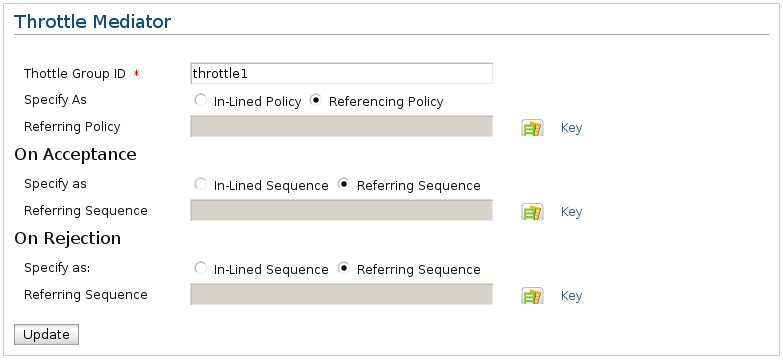 Throttle Mediator
Thottle Group ID *
throttle1
Specify As
In-Lined Policy
Referencing Policy
Referring Policy
Key
On Acceptance
Specify as
In-Lined Sequence
Referring Sequence
Referring Sequence
Key
On Rejection
Specify as:
In-Lined Sequence
Referring Sequence
Referring Sequence
Key
Update